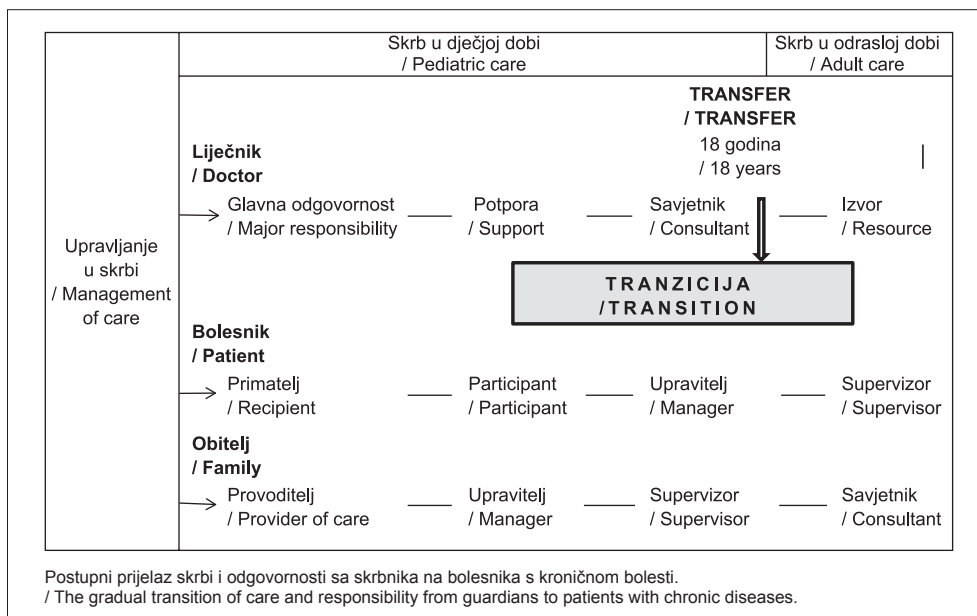 Skrb u dječjoj dobi
/ Pediatric care
Skrb u odrasloj dobi
/ Adult care
Upravljanje
u skrbi
/ Management
of care
TRANSFER
/ TRANSFER
18 godina
/ 18 years
Liječnik
/ Doctor
Glavna odgovornost
/ Major responsibility
Potpora
/ Support
Savjetnik
/ Consultant
Izvor
/ Resource
TRANZICIJA
/TRANSITION
Bolesnik
/ Patient
Primatelj
/ Recipient
Participant
/ Participant
Upravitelj
/ Manager
Supervizor
/ Supervisor
Obitelj
/ Family
Provoditelj
/ Provider of care
Upravitelj
/ Manager
Supervizor
/ Supervisor
Savjetnik
/ Consultant
Postupni prijelaz skrbi i odgovornosti sa skrbnika na bolesnika s kroničnom bolesti.
/ The gradual transition of care and responsibility from guardians to patients with chronic diseases.